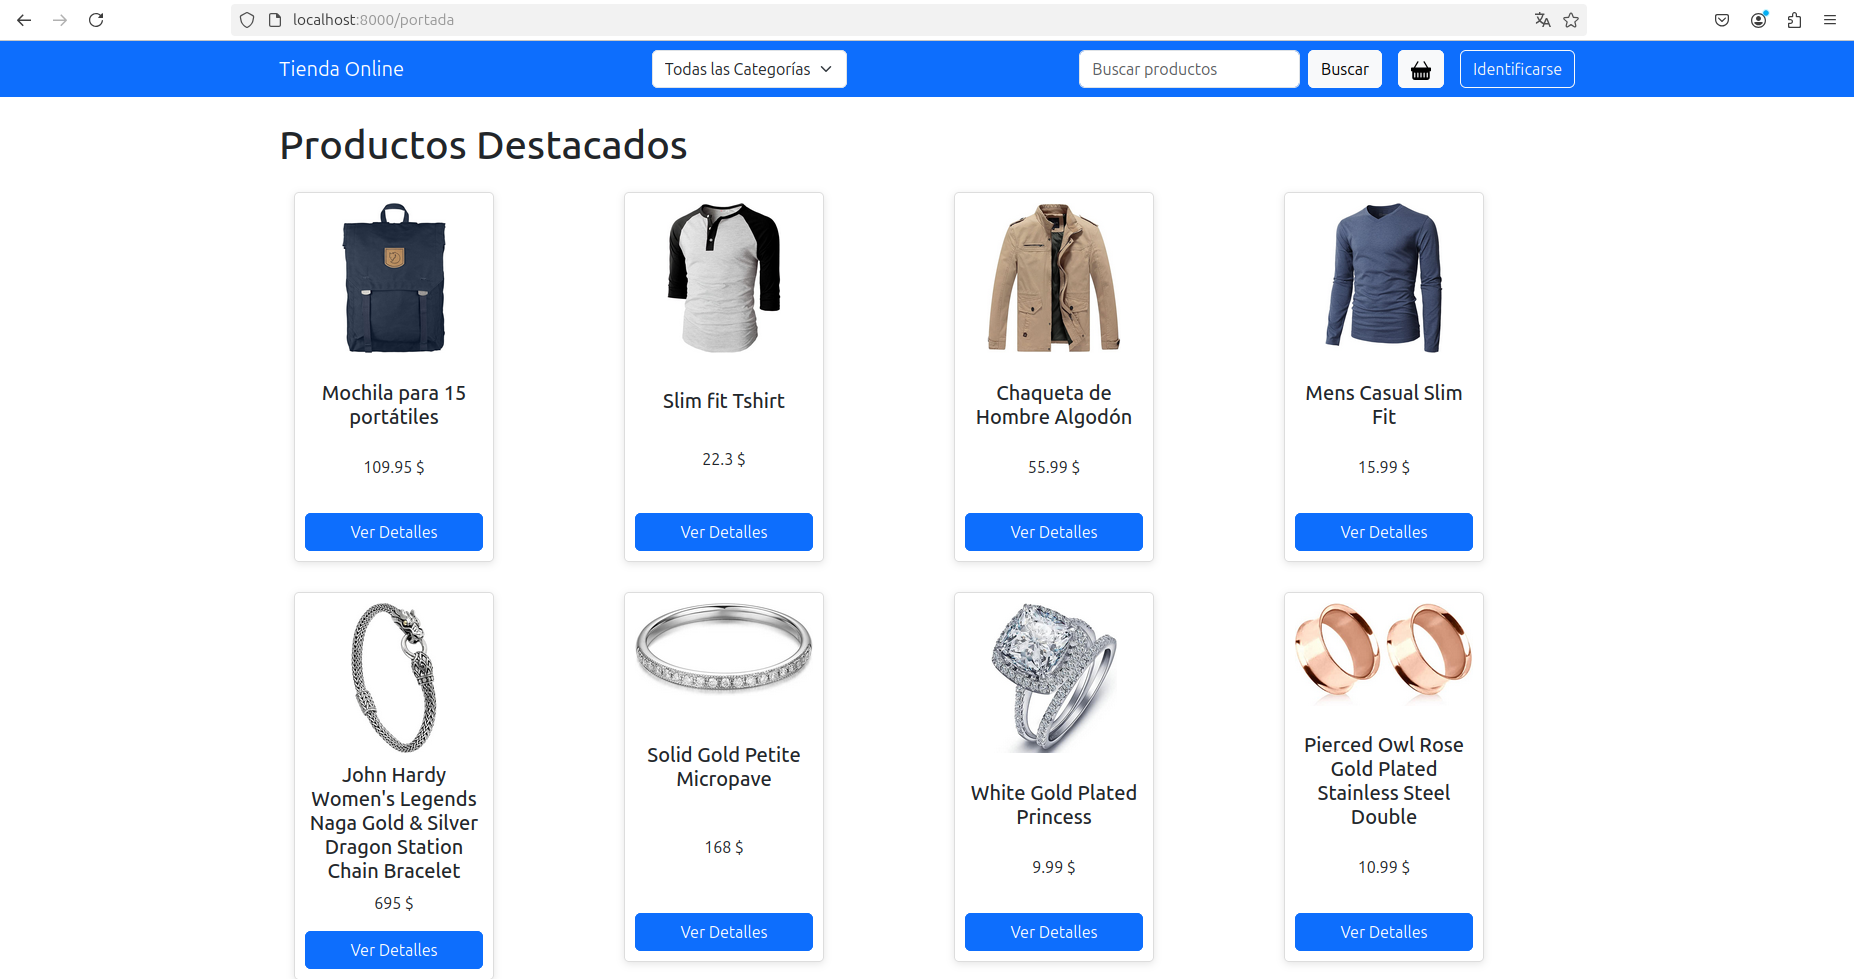 localhost:8000/portada
Tienda Online
Todas las Categorías
Buscar productos
Buscar
Identificarse
Productos Destacados
Mochila para 15
portátiles
109.95 $
Ver Detalles
Slim fit Tshirt
22.3 $
Ver Detalles
Chaqueta de
Hombre Algodón
55.99 $
Ver Detalles
Mens Casual Slim
Fit
15.99 $
Ver Detalles
John Hardy
Women's Legends
Naga Gold & Silver
Dragon Station
Chain Bracelet
695 $
Ver Detalles
Solid Gold Petite
Micropave
168 $
Ver Detalles
White Gold Plated
Princess
9.99 $
Ver Detalles
Pierced Owl Rose
Gold Plated
Stainless Steel
Double
10.99 $
Ver Detalles